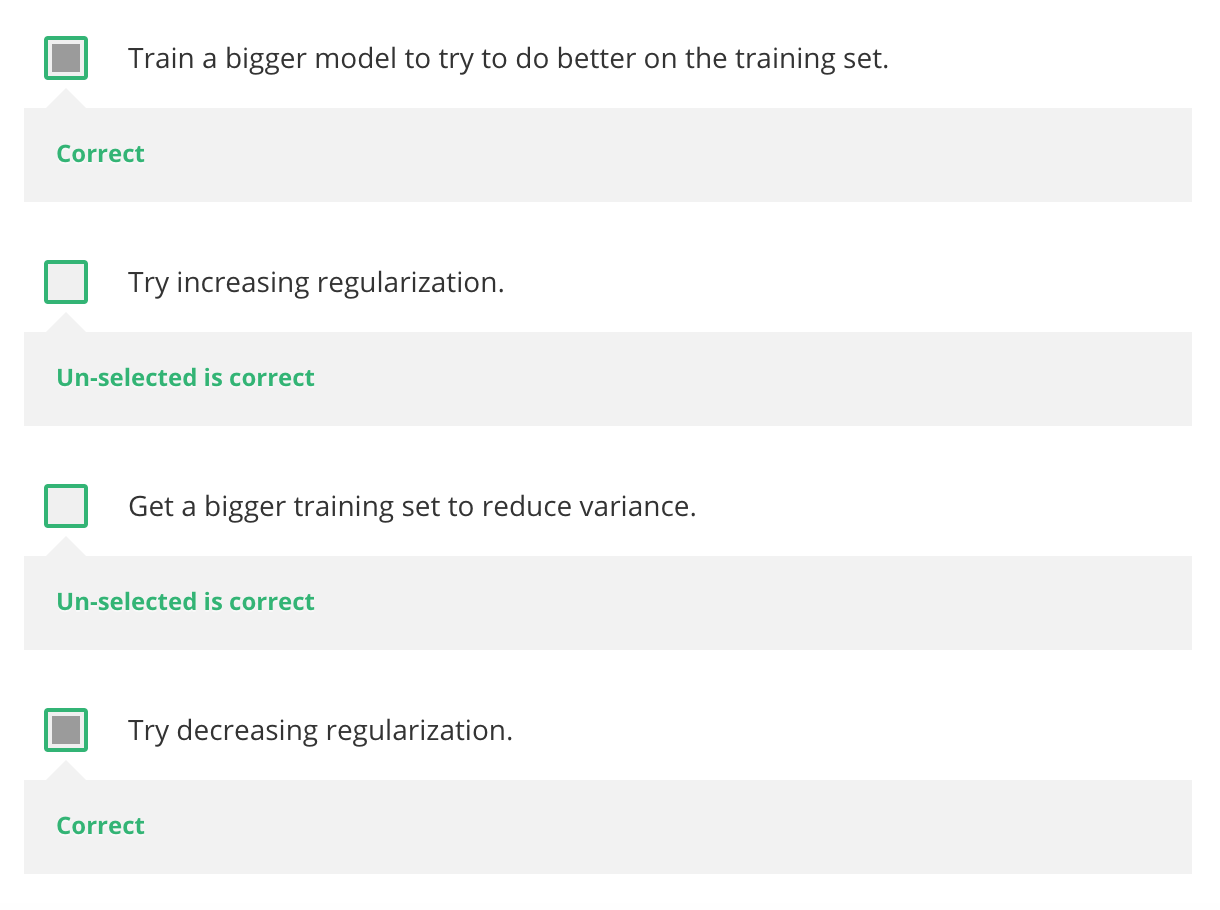 Train a bigger model to try to do better on the training set.
Correct
Try increasing regularization.
Un-selected is correct
Get a bigger training set to reduce variance.
Un-selected is correct
Try decreasing regularization.
Correct